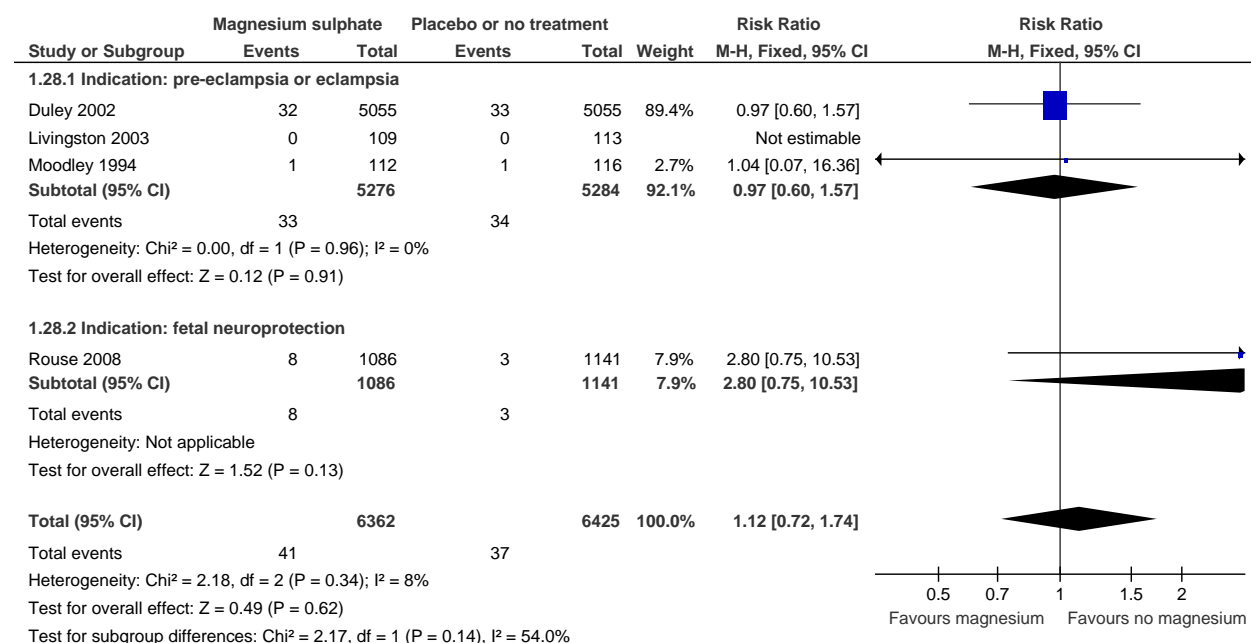 Magnesium sulphate Placebo or no treatment Risk Ratio Risk Ratio
Study or Subgroup Events Total Events Total Weight M-H, Fixed, 95% CI M-H, Fixed, 95% CI
1.28.1 Indication: pre-eclampsia or eclampsia
Duley 2002 32 5055 33 5055 89.4% 0.97 [0.60, 1.57]
Livingston 2003 0 109 0 113 Not estimable
Moodley 1994 1 112 1 116 2.7% 1.04 [0.07, 16.36]
Subtotal (95% CI) 5276 5284 92.1% 0.97 [0.60, 1.57]
Total events 33 34
Heterogeneity: Chi² = 0.00, df = 1 (P = 0.96); I² = 0%
Test for overall effect: Z = 0.12 (P = 0.91)
1.28.2 Indication: fetal neuroprotection
Rouse 2008 8 1086 3 1141 7.9% 2.80 [0.75, 10.53]
Subtotal (95% CI) 1086 1141 7.9% 2.80 [0.75, 10.53]
Total events 8 3
Heterogeneity: Not applicable
Test for overall effect: Z = 1.52 (P = 0.13)
Total (95% CI) 6362 6425 100.0% 1.12 [0.72, 1.74]
Total events 41 37
Heterogeneity: Chi² = 2.18, df = 2 (P = 0.34); I² = 8%
Test for overall effect: Z = 0.49 (P = 0.62)
Test for subgroup differences: Chi² = 2.17, df = 1 (P = 0.14), I² = 54.0%
0.5 0.7 1 1.5 2
Favours magnesium Favours no magnesium